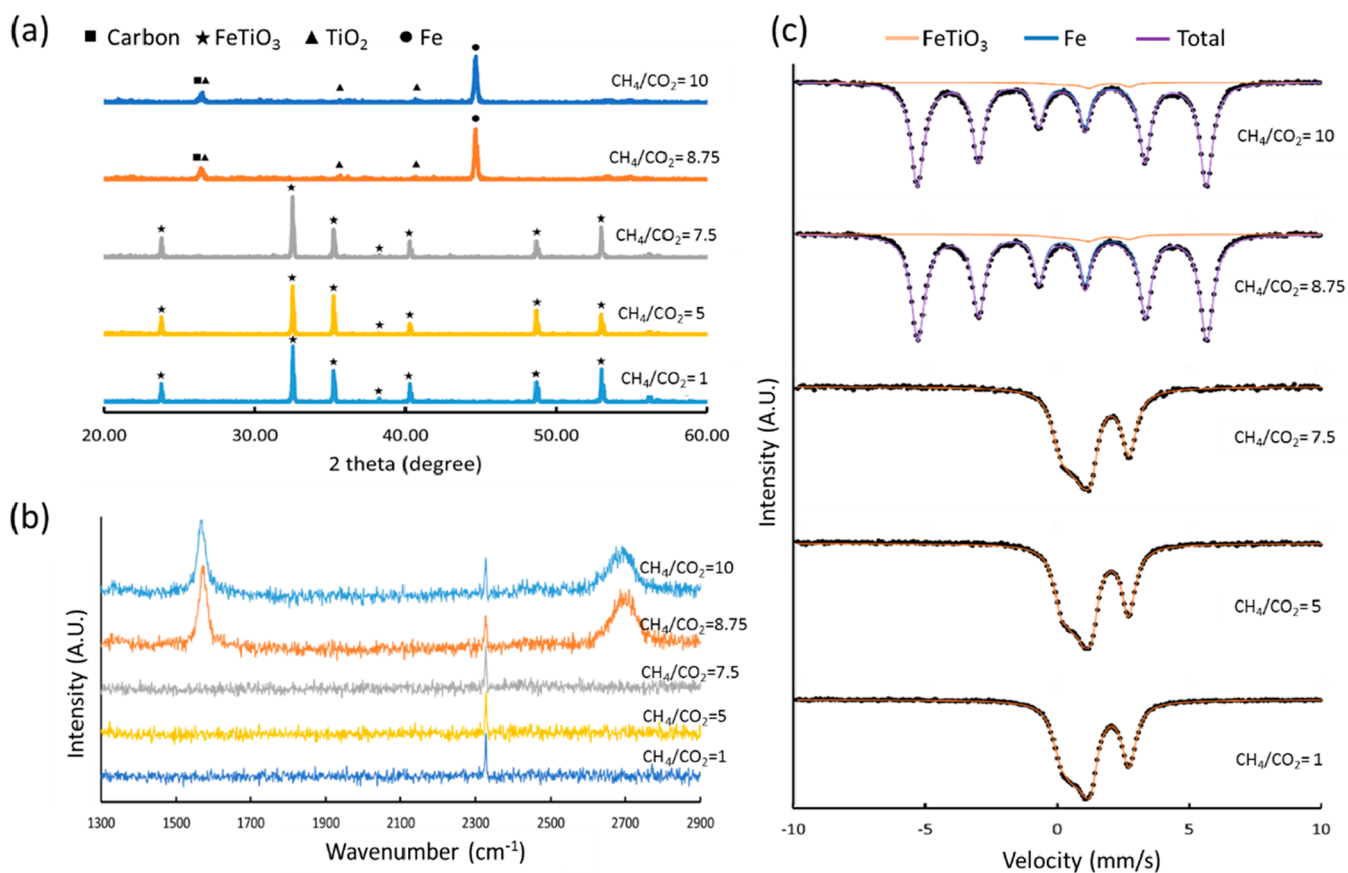 (a)
■ Carbon ★ FeTiO₃ ▲ TiO₂ ● Fe
CH₄/CO₂= 10
CH₄/CO₂= 8.75
CH₄/CO₂= 7.5
CH₄/CO₂= 5
CH₄/CO₂= 1
20.00 30.00 40.00 50.00 60.00
2 theta (degree)
(b)
Intensity (A.U.)
CH₄/CO₂=10
CH₄/CO₂=8.75
CH₄/CO₂=7.5
CH₄/CO₂=5
CH₄/CO₂=1
1300 1500 1700 1900 2100 2300 2500 2700 2900
Wavenumber (cm⁻¹)
(c)
FeTiO₃ Fe Total
Intensity (A.U.)
CH₄/CO₂= 10
CH₄/CO₂= 8.75
CH₄/CO₂= 7.5
CH₄/CO₂= 5
CH₄/CO₂= 1
-10 -5 0 5 10
Velocity (mm/s)